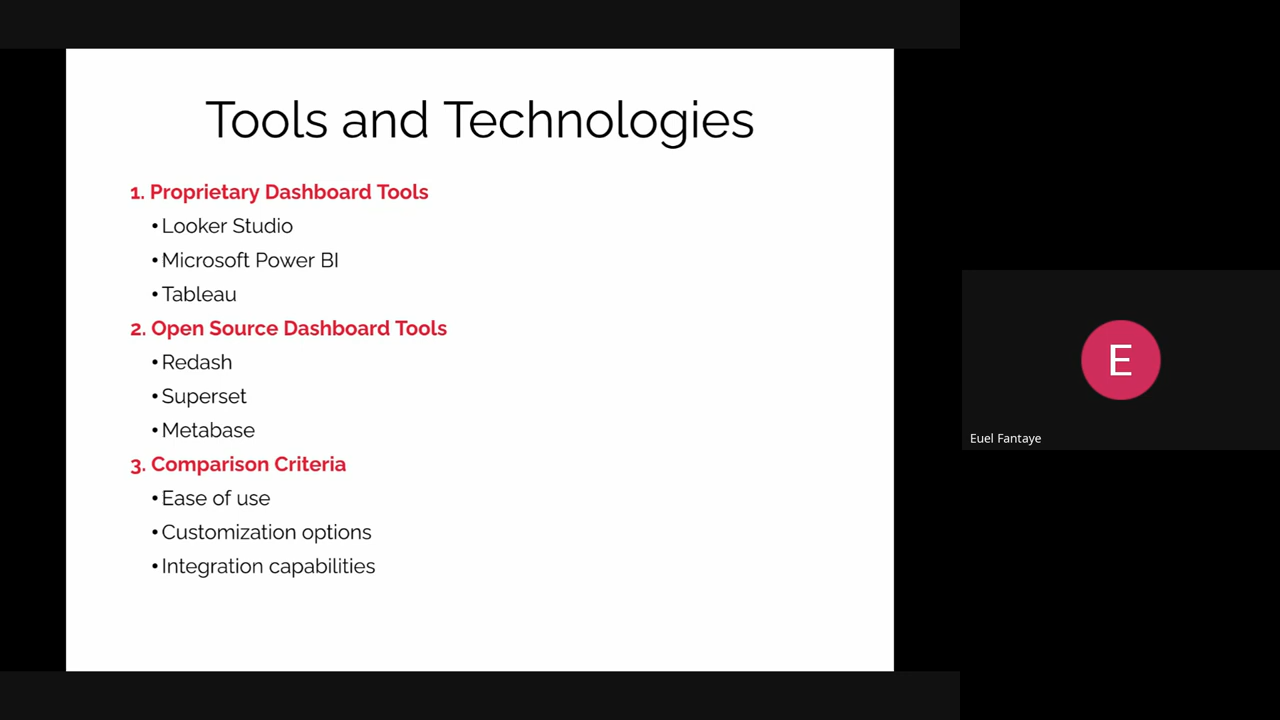 Tools and Technologies
1. Proprietary Dashboard Tools
• Looker Studio
• Microsoft Power BI
• Tableau
2. Open Source Dashboard Tools
• Redash
• Superset
• Metabase
3. Comparison Criteria
• Ease of use
• Customization options
• Integration capabilities
E
Euel Fantaye